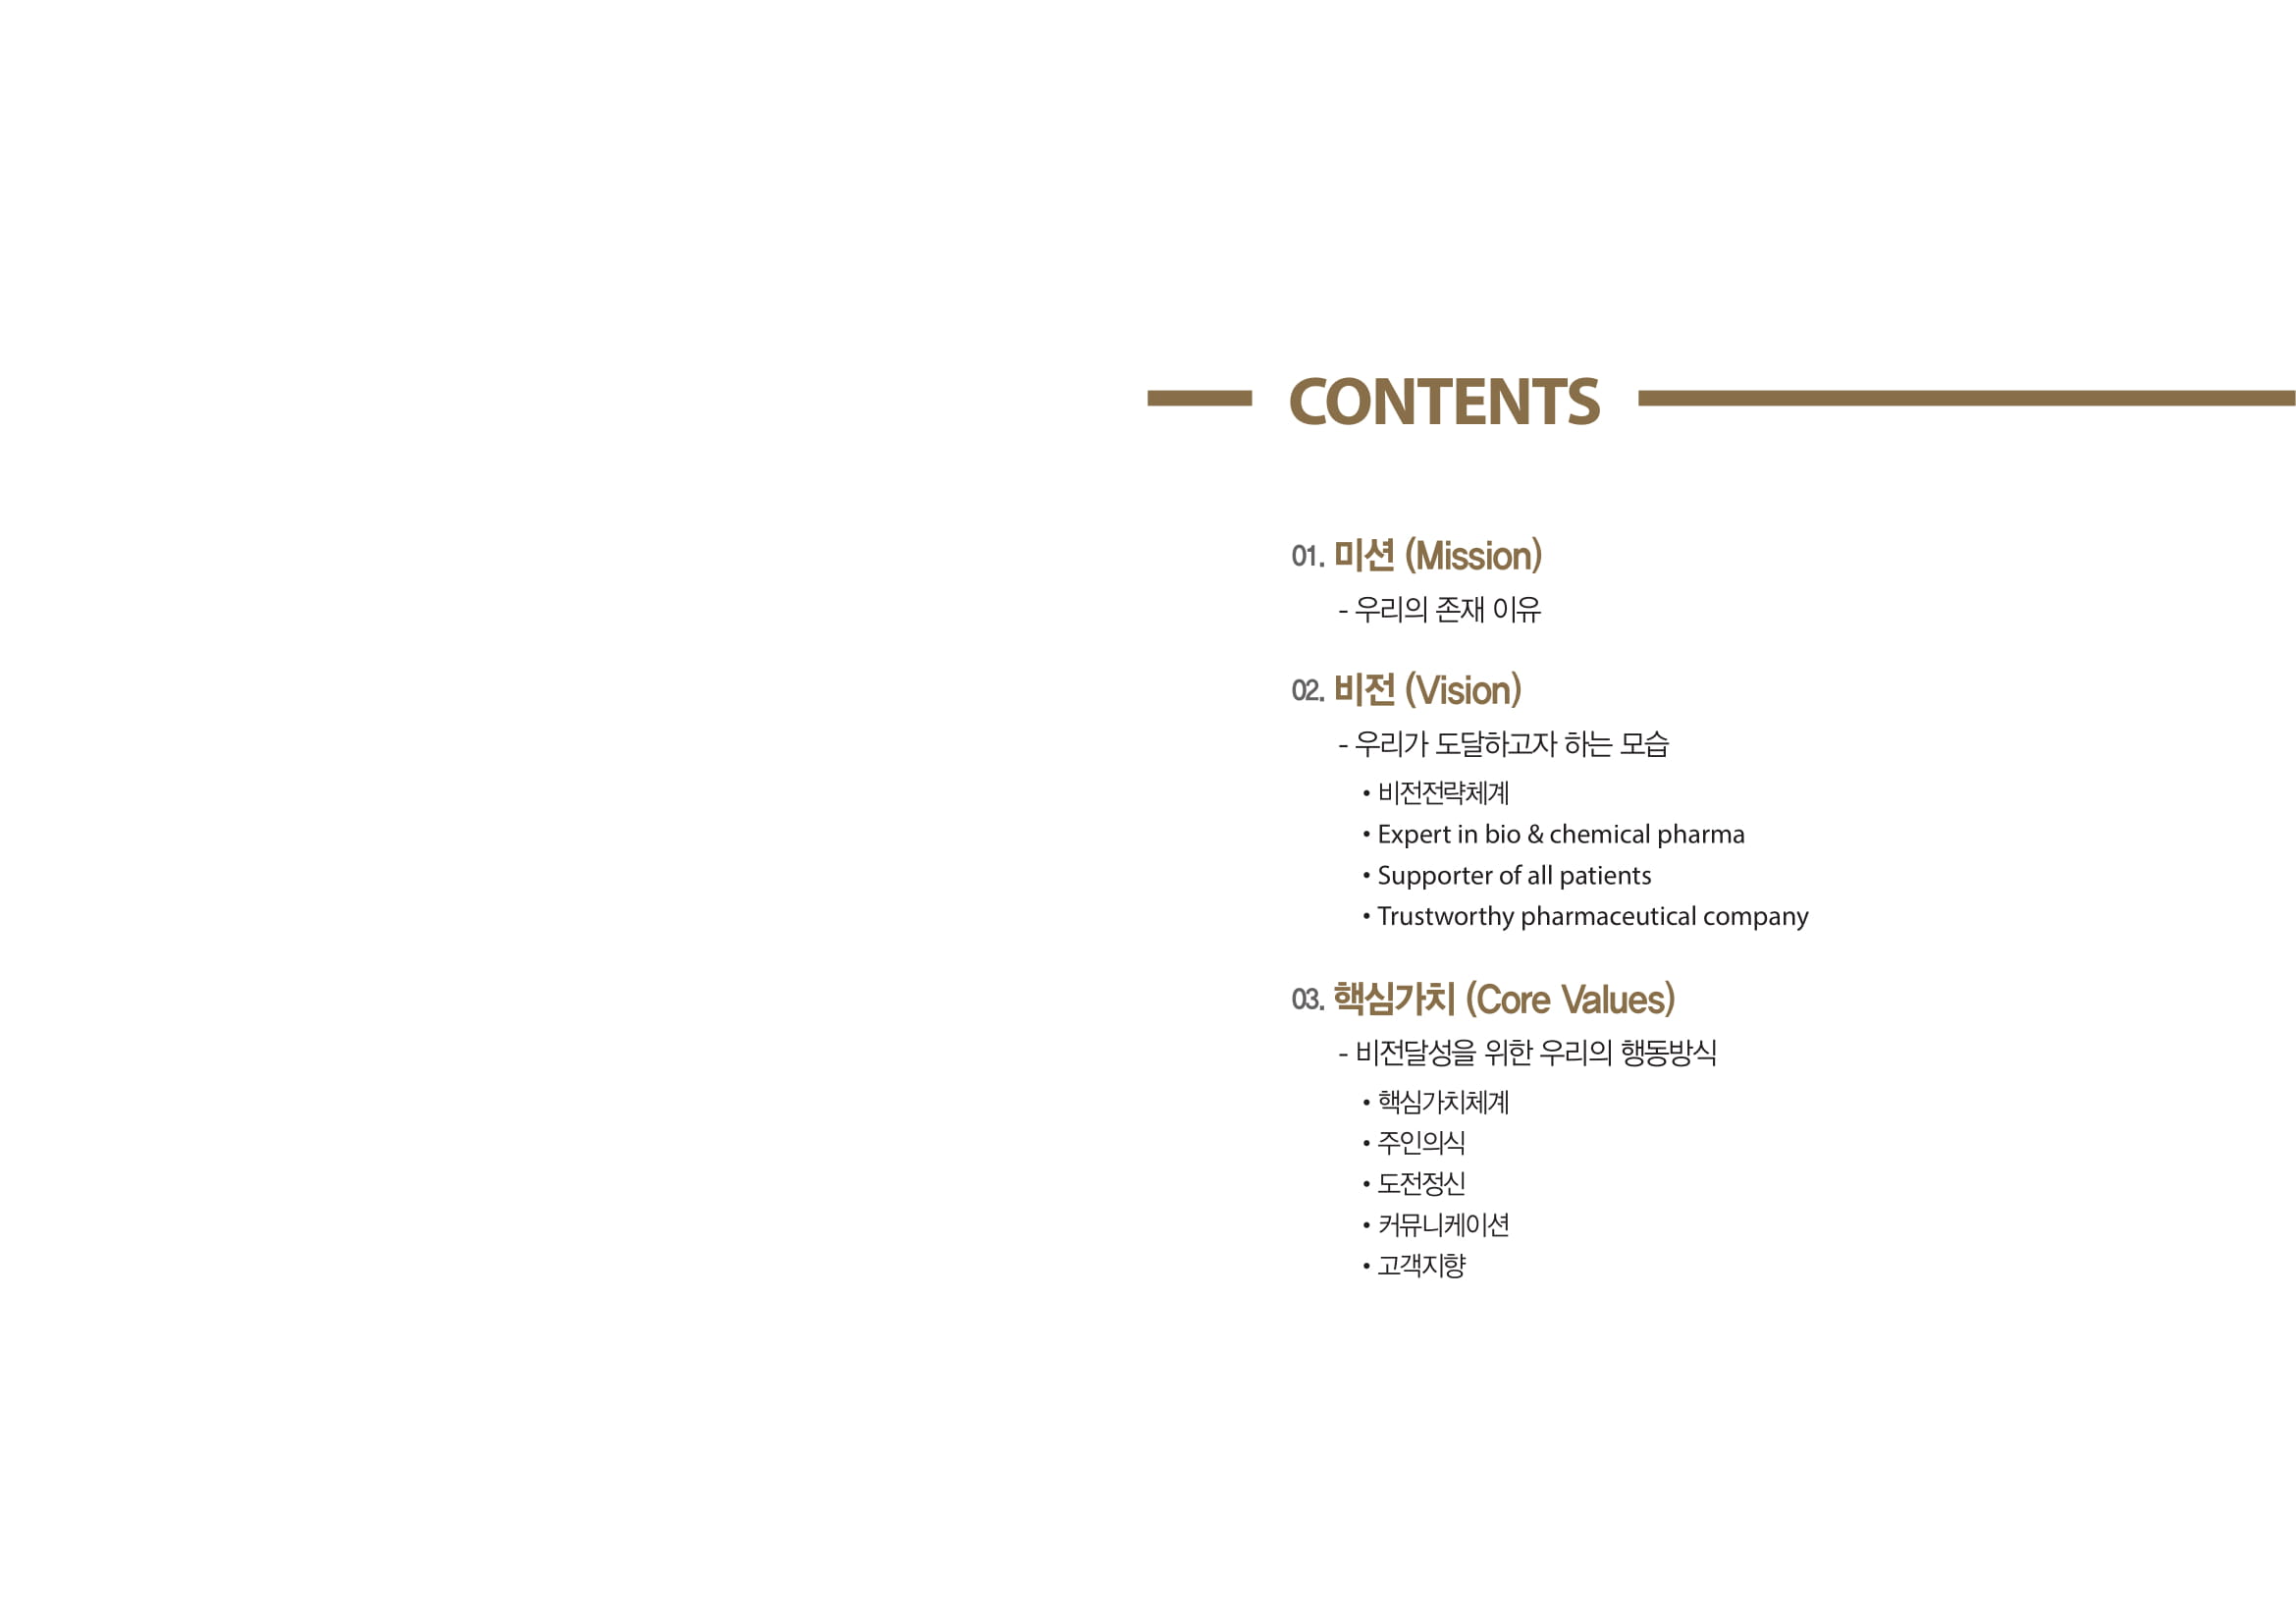 CONTENTS
01. 미션 (Mission)
- 우리의 존재 이유
02. 비전 (Vision)
- 우리가 도달하고자 하는 모습
• 비전전략체계
• Expert in bio & chemical pharma
• Supporter of all patients
• Trustworthy pharmaceutical company
03. 핵심가치 (Core Values)
- 비전달성을 위한 우리의 행동방식
• 핵심가치체계
• 주인의식
• 도전정신
• 커뮤니케이션
• 고객지향